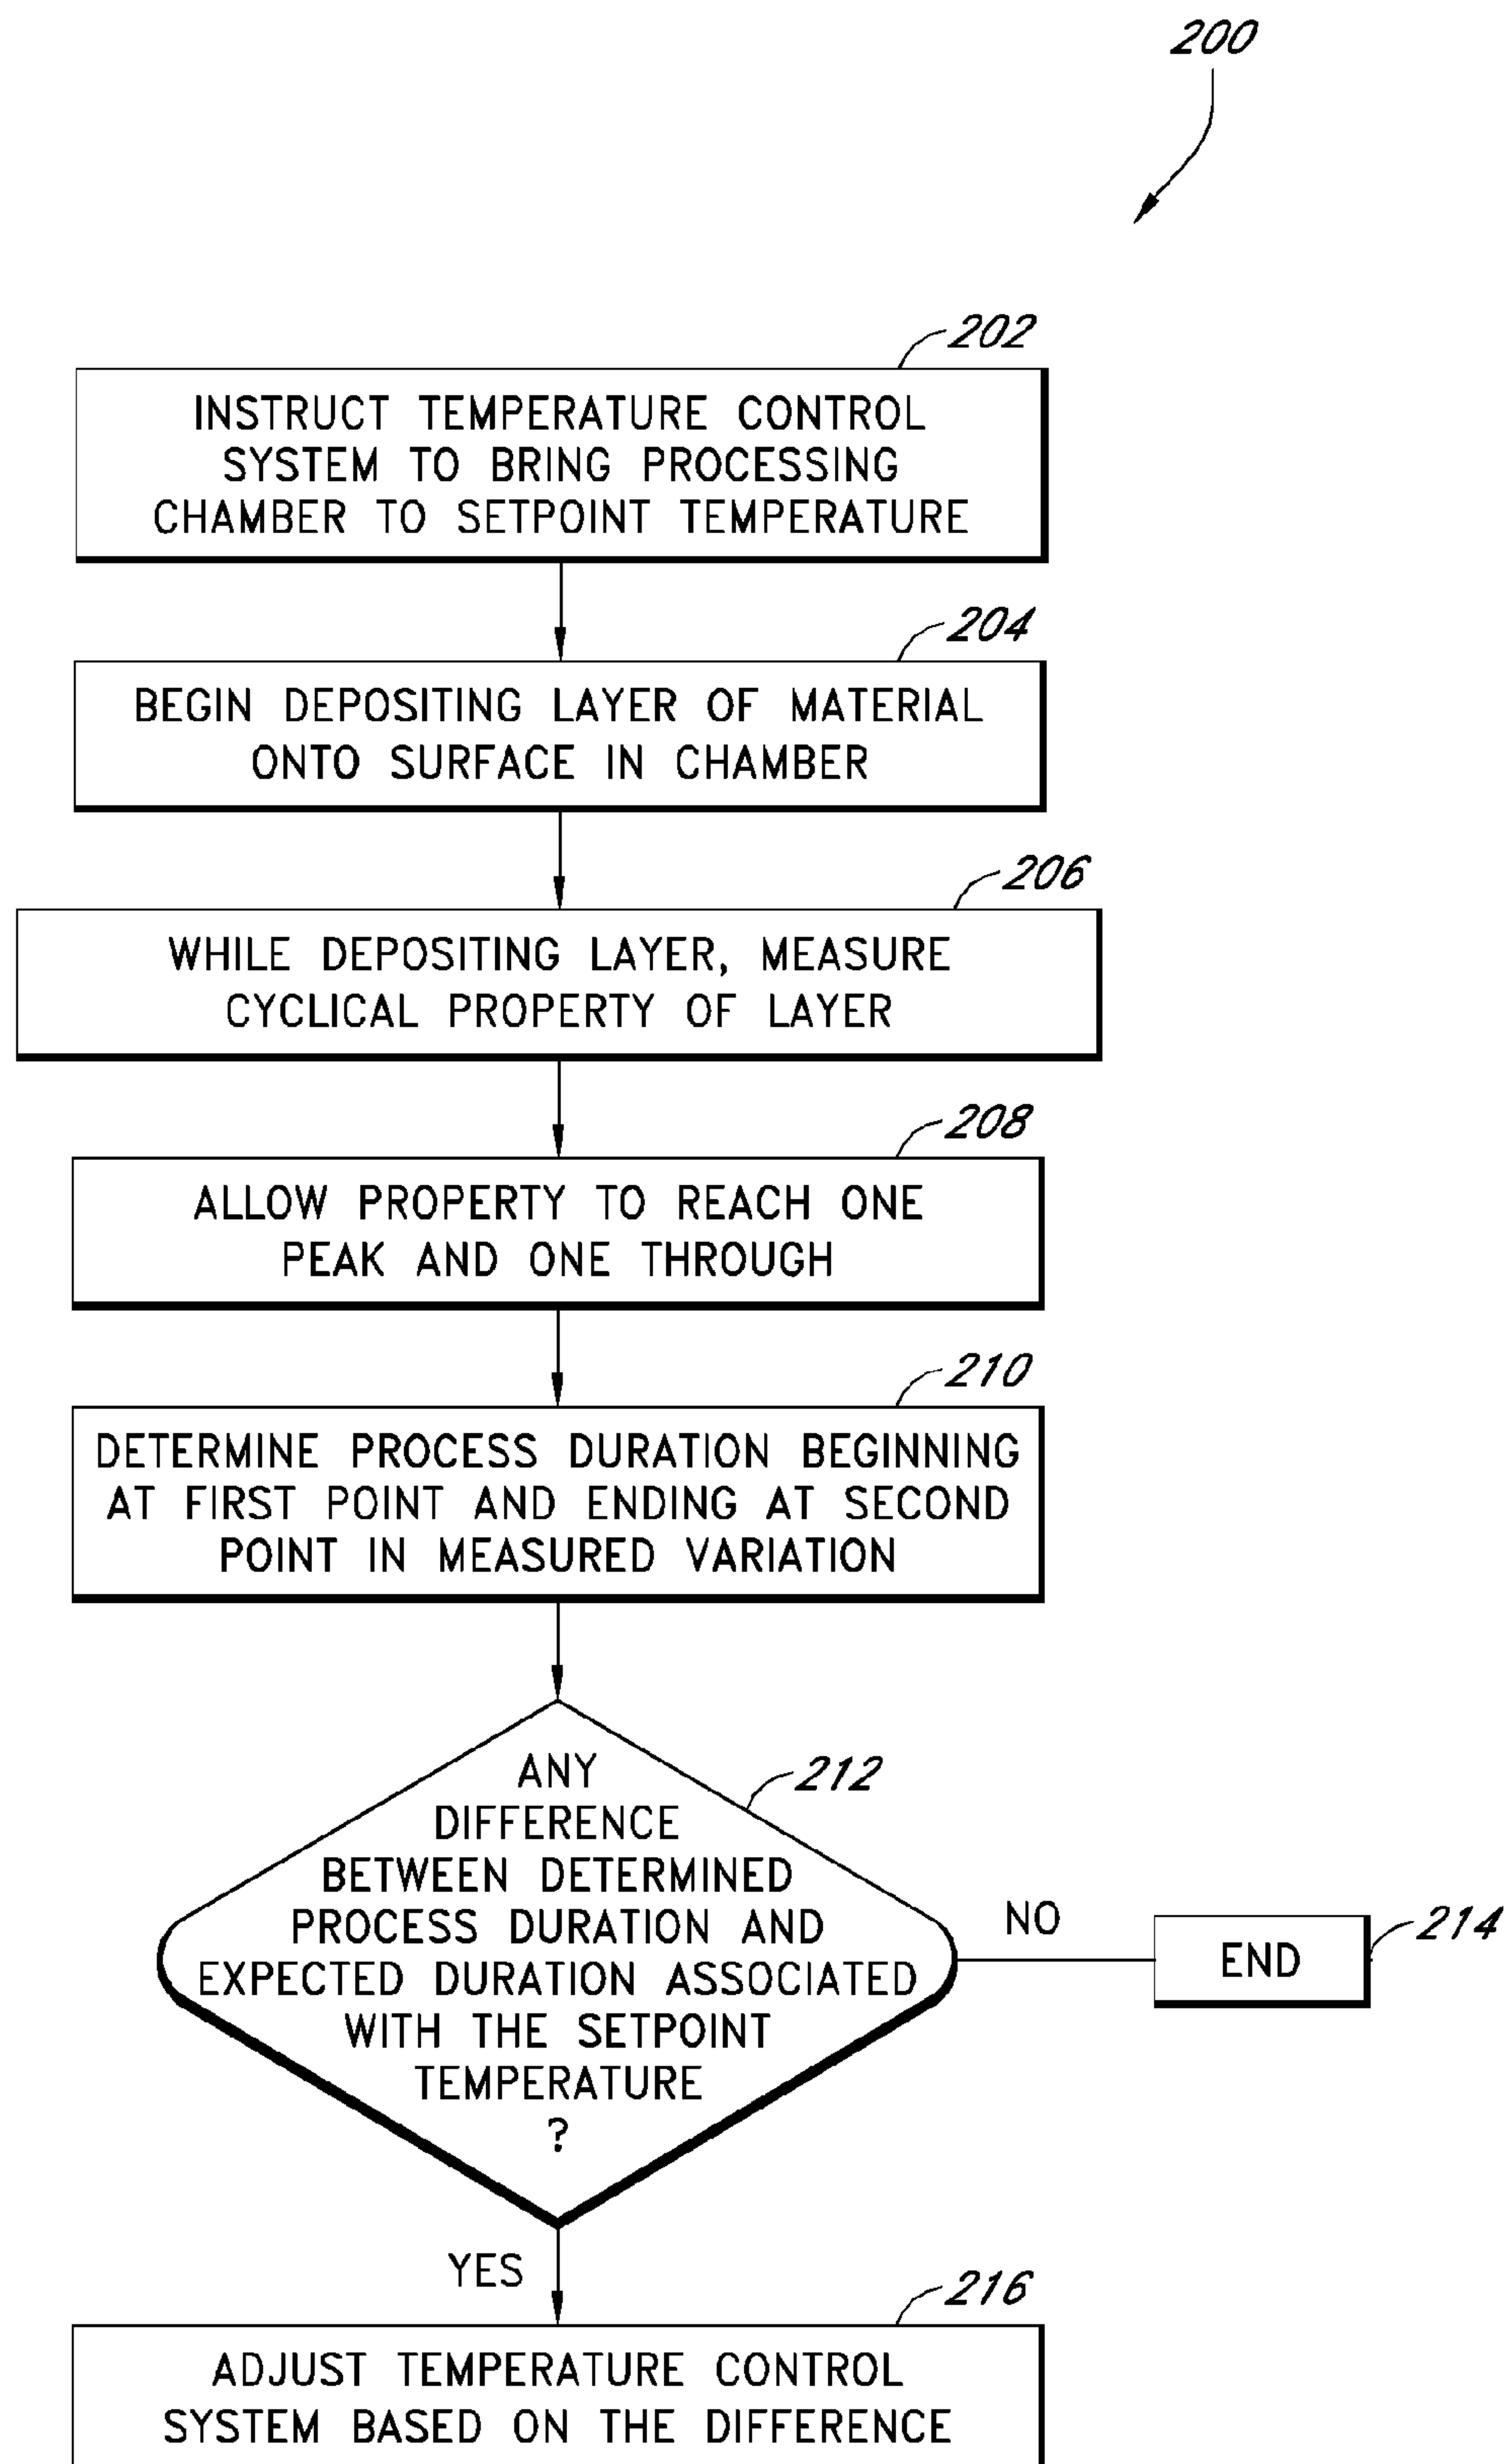 200
202
INSTRUCT TEMPERATURE CONTROL
SYSTEM TO BRING PROCESSING
CHAMBER TO SETPOINT TEMPERATURE
204
BEGIN DEPOSITING LAYER OF MATERIAL
ONTO SURFACE IN CHAMBER
206
WHILE DEPOSITING LAYER, MEASURE
CYCLICAL PROPERTY OF LAYER
208
ALLOW PROPERTY TO REACH ONE
PEAK AND ONE THROUGH
210
DETERMINE PROCESS DURATION BEGINNING
AT FIRST POINT AND ENDING AT SECOND
POINT IN MEASURED VARIATION
212
ANY
DIFFERENCE
BETWEEN DETERMINED
PROCESS DURATION AND
EXPECTED DURATION ASSOCIATED
WITH THE SETPOINT
TEMPERATURE
?
NO
END
214
YES
216
ADJUST TEMPERATURE CONTROL
SYSTEM BASED ON THE DIFFERENCE